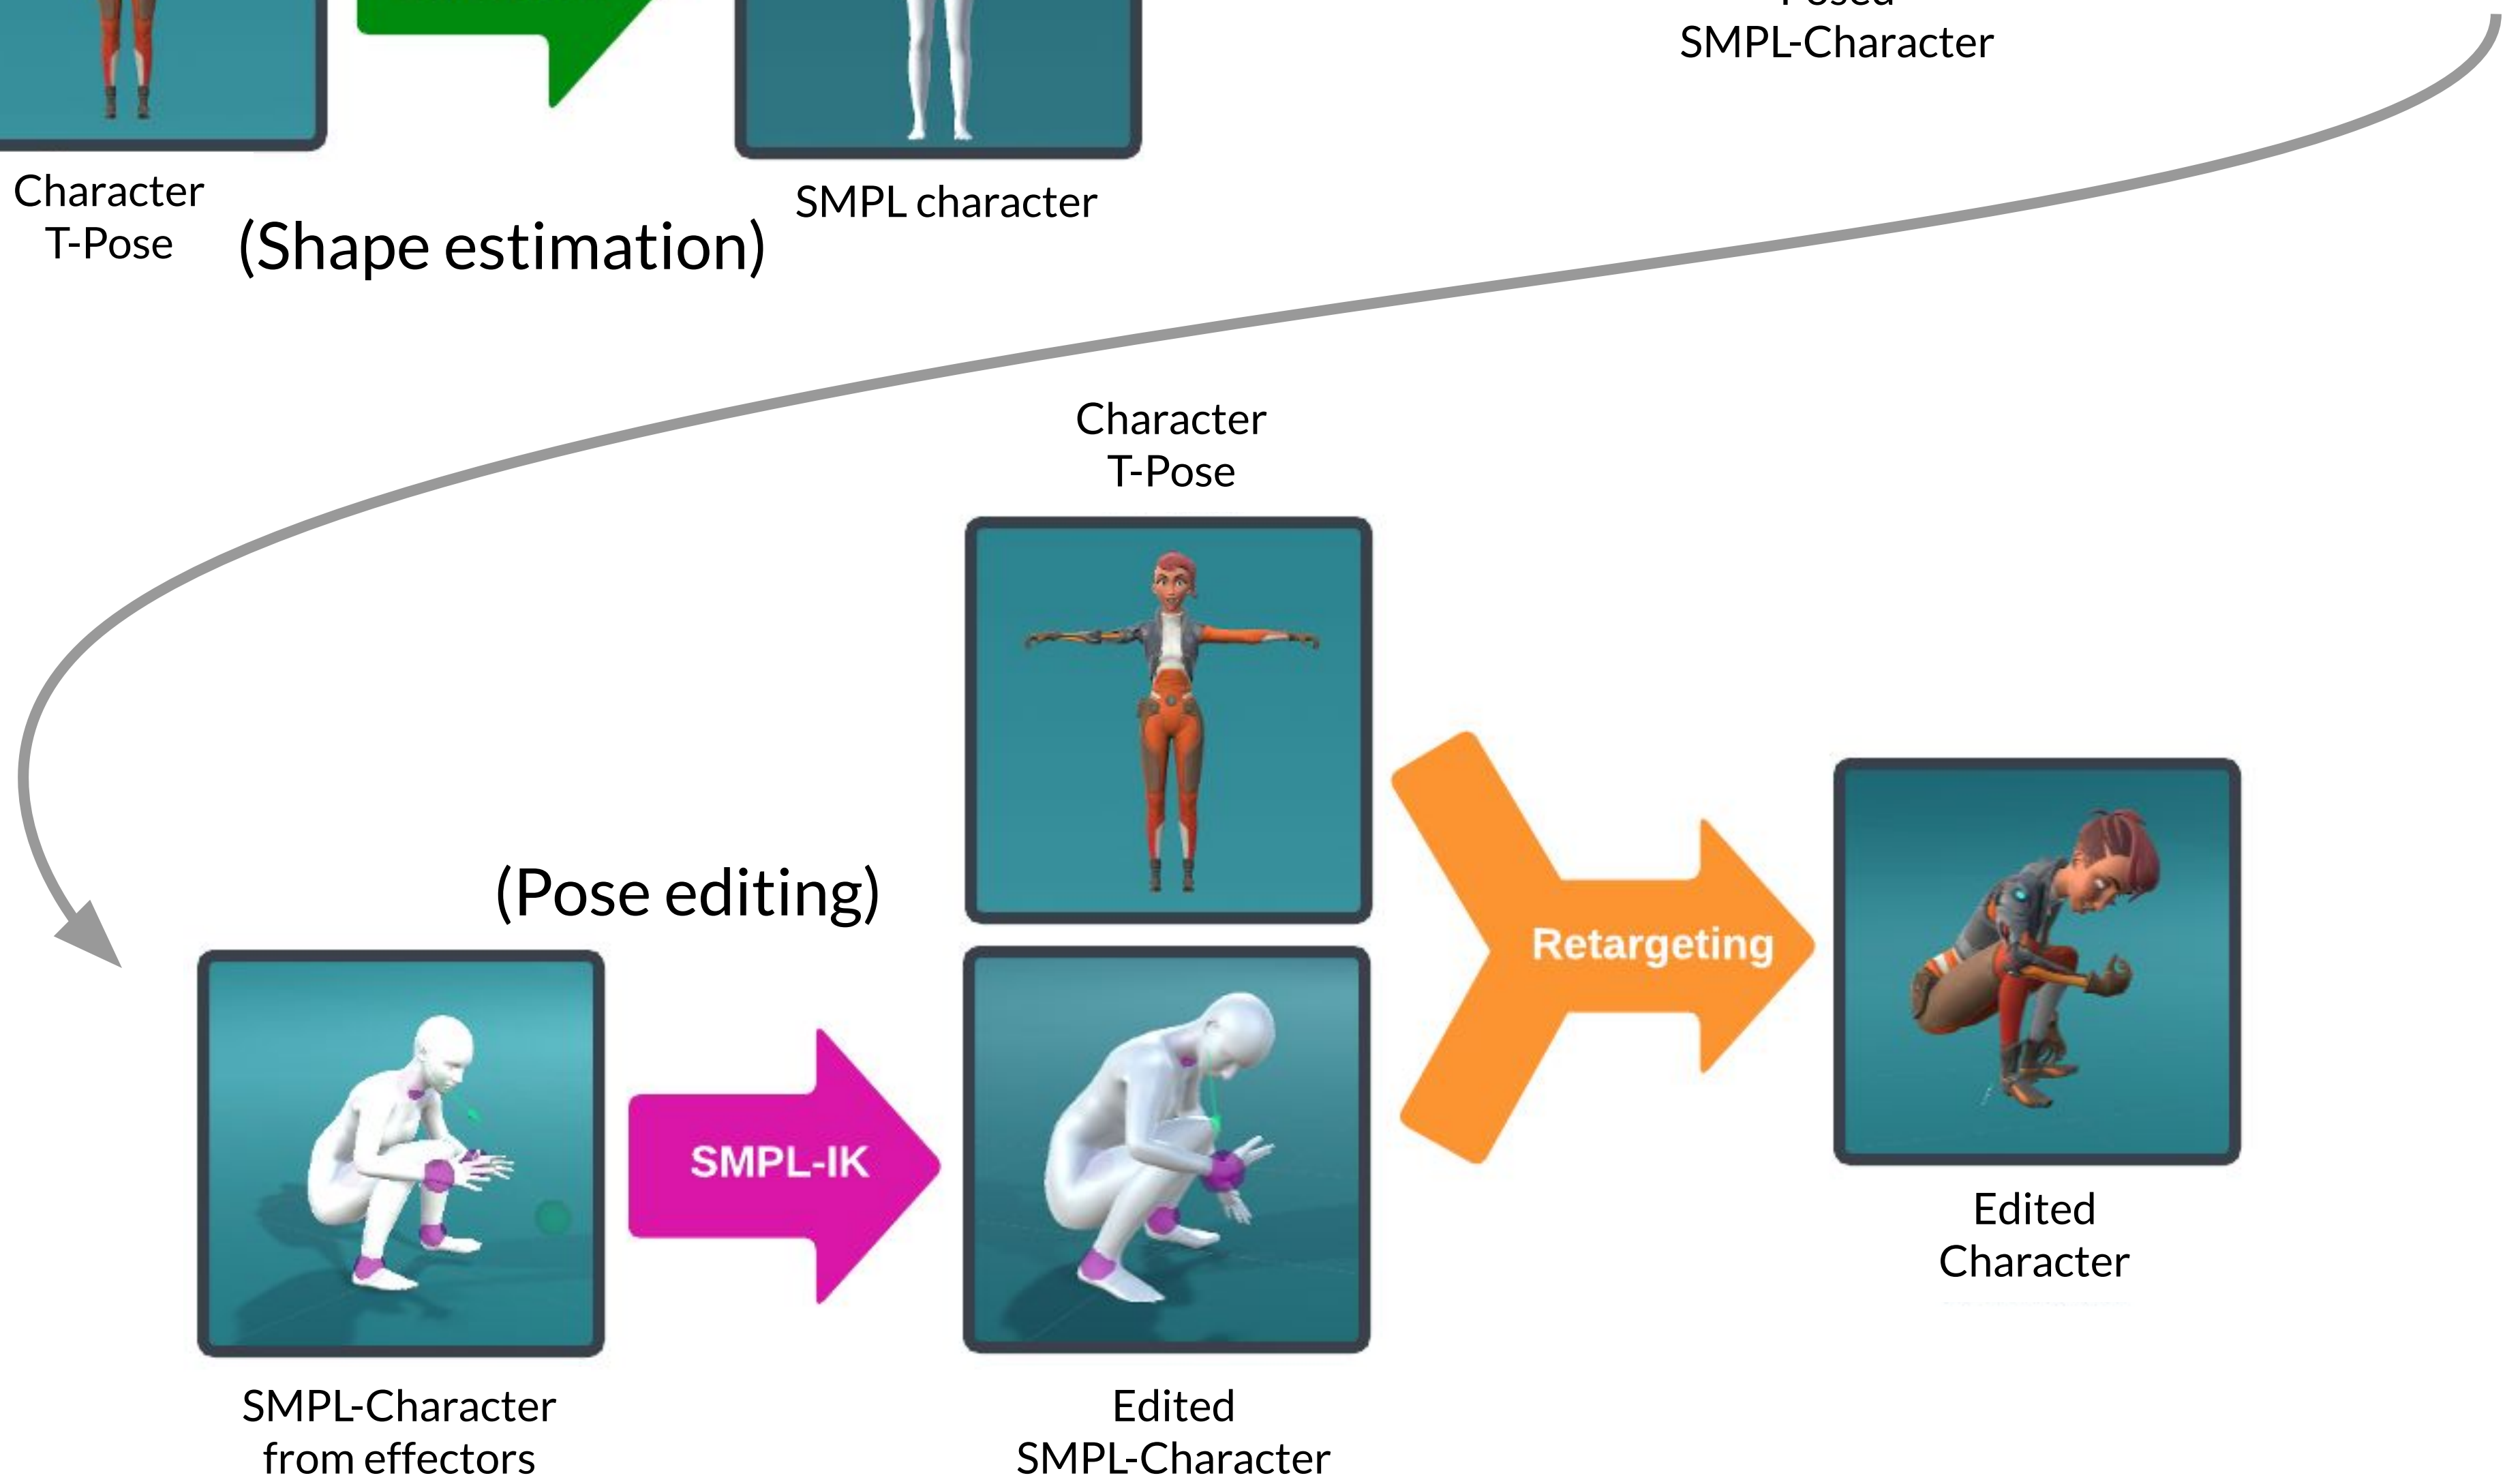 Posed
SMPL-Character
Character
T-Pose
SMPL character
(Shape estimation)
Character
T-Pose
(Pose editing)
Retargeting
SMPL-IK
Edited
Character
SMPL-Character
from effectors
Edited
SMPL-Character